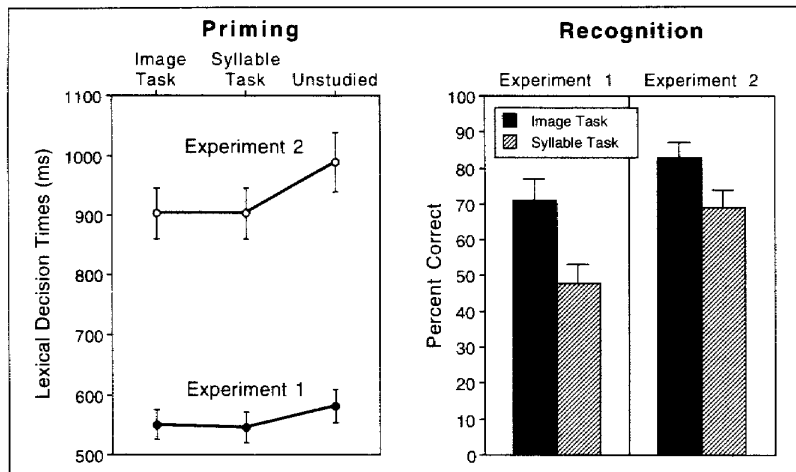 Priming
Image Task
Syllable Task
Unstudied
Lexical Decision Times (ms)
1100
1000
900
800
700
600
500
Experiment 2
Experiment 1
Recognition
Experiment 1
Experiment 2
Percent Correct
100
90
80
70
60
50
40
30
20
10
0
Image Task
Syllable Task